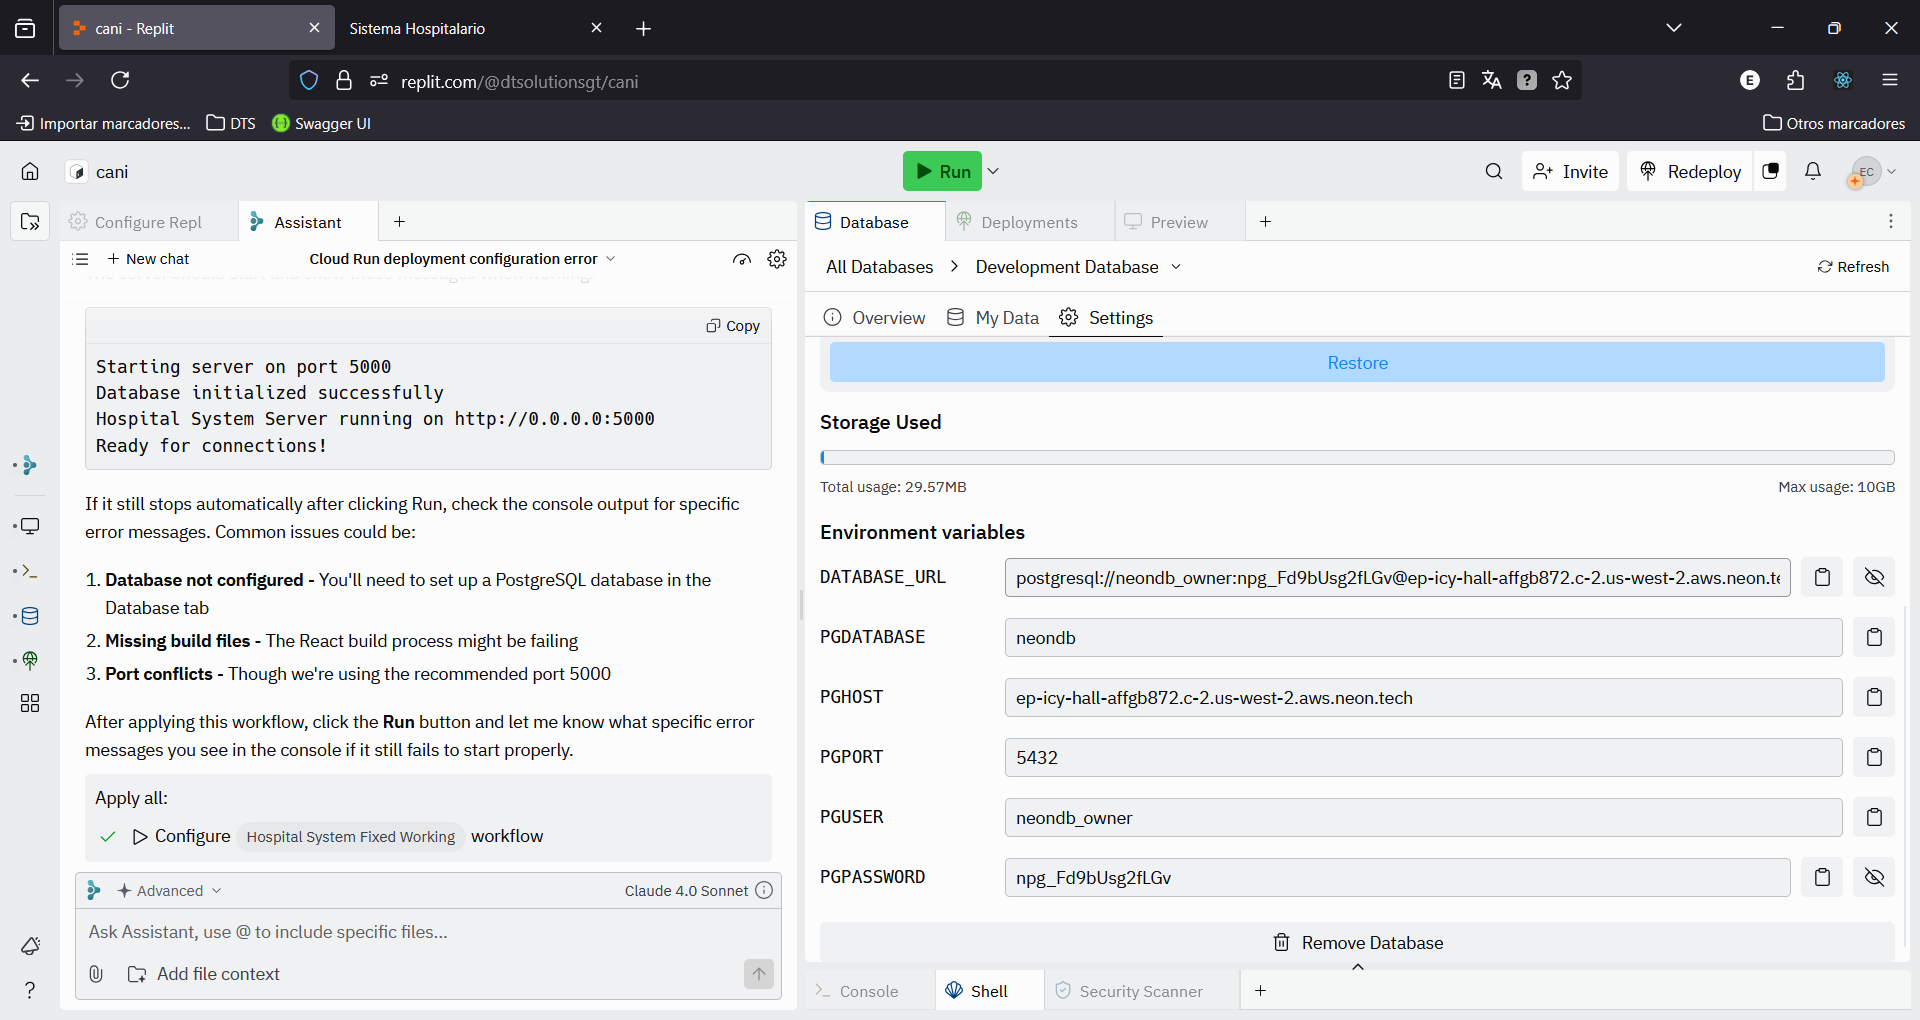 cani - Replit
Sistema Hospitalario
replit.com/@dtsolutionsgt/cani
E
Importar marcadores...
DTS
Swagger UI
Otros marcadores
cani
Run
Invite
Redeploy
EC
Configure Repl
Assistant
New chat
Cloud Run deployment configuration error
Copy
Starting server on port 5000
Database initialized successfully
Hospital System Server running on http://0.0.0.0:5000
Ready for connections!
If it still stops automatically after clicking Run, check the console output for specific
error messages. Common issues could be:
1. Database not configured - You'll need to set up a PostgreSQL database in the
Database tab
2. Missing build files - The React build process might be failing
3. Port conflicts - Though we're using the recommended port 5000
After applying this workflow, click the Run button and let me know what specific error
messages you see in the console if it still fails to start properly.
Apply all:
Configure Hospital System Fixed Working workflow
Advanced
Claude 4.0 Sonnet
Ask Assistant, use @ to include specific files...
Add file context
Database
Deployments
Preview
All Databases > Development Database
Refresh
Overview
My Data
Settings
Restore
Storage Used
Total usage: 29.57MB
Max usage: 10GB
Environment variables
DATABASE_URL
postgresql://neondb_owner:npg_Fd9bUsg2fLGv@ep-icy-hall-affgb872.c-2.us-west-2.aws.neon.te
PGDATABASE
neondb
PGHOST
ep-icy-hall-affgb872.c-2.us-west-2.aws.neon.tech
PGPORT
5432
PGUSER
neondb_owner
PGPASSWORD
npg_Fd9bUsg2fLGv
Remove Database
Console
Shell
Security Scanner